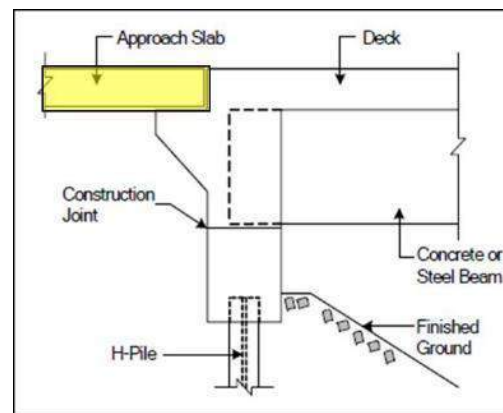 Approach Slab
Deck
Construction
Joint
Concrete or
Steel Beam
H-Pile
Finished
Ground